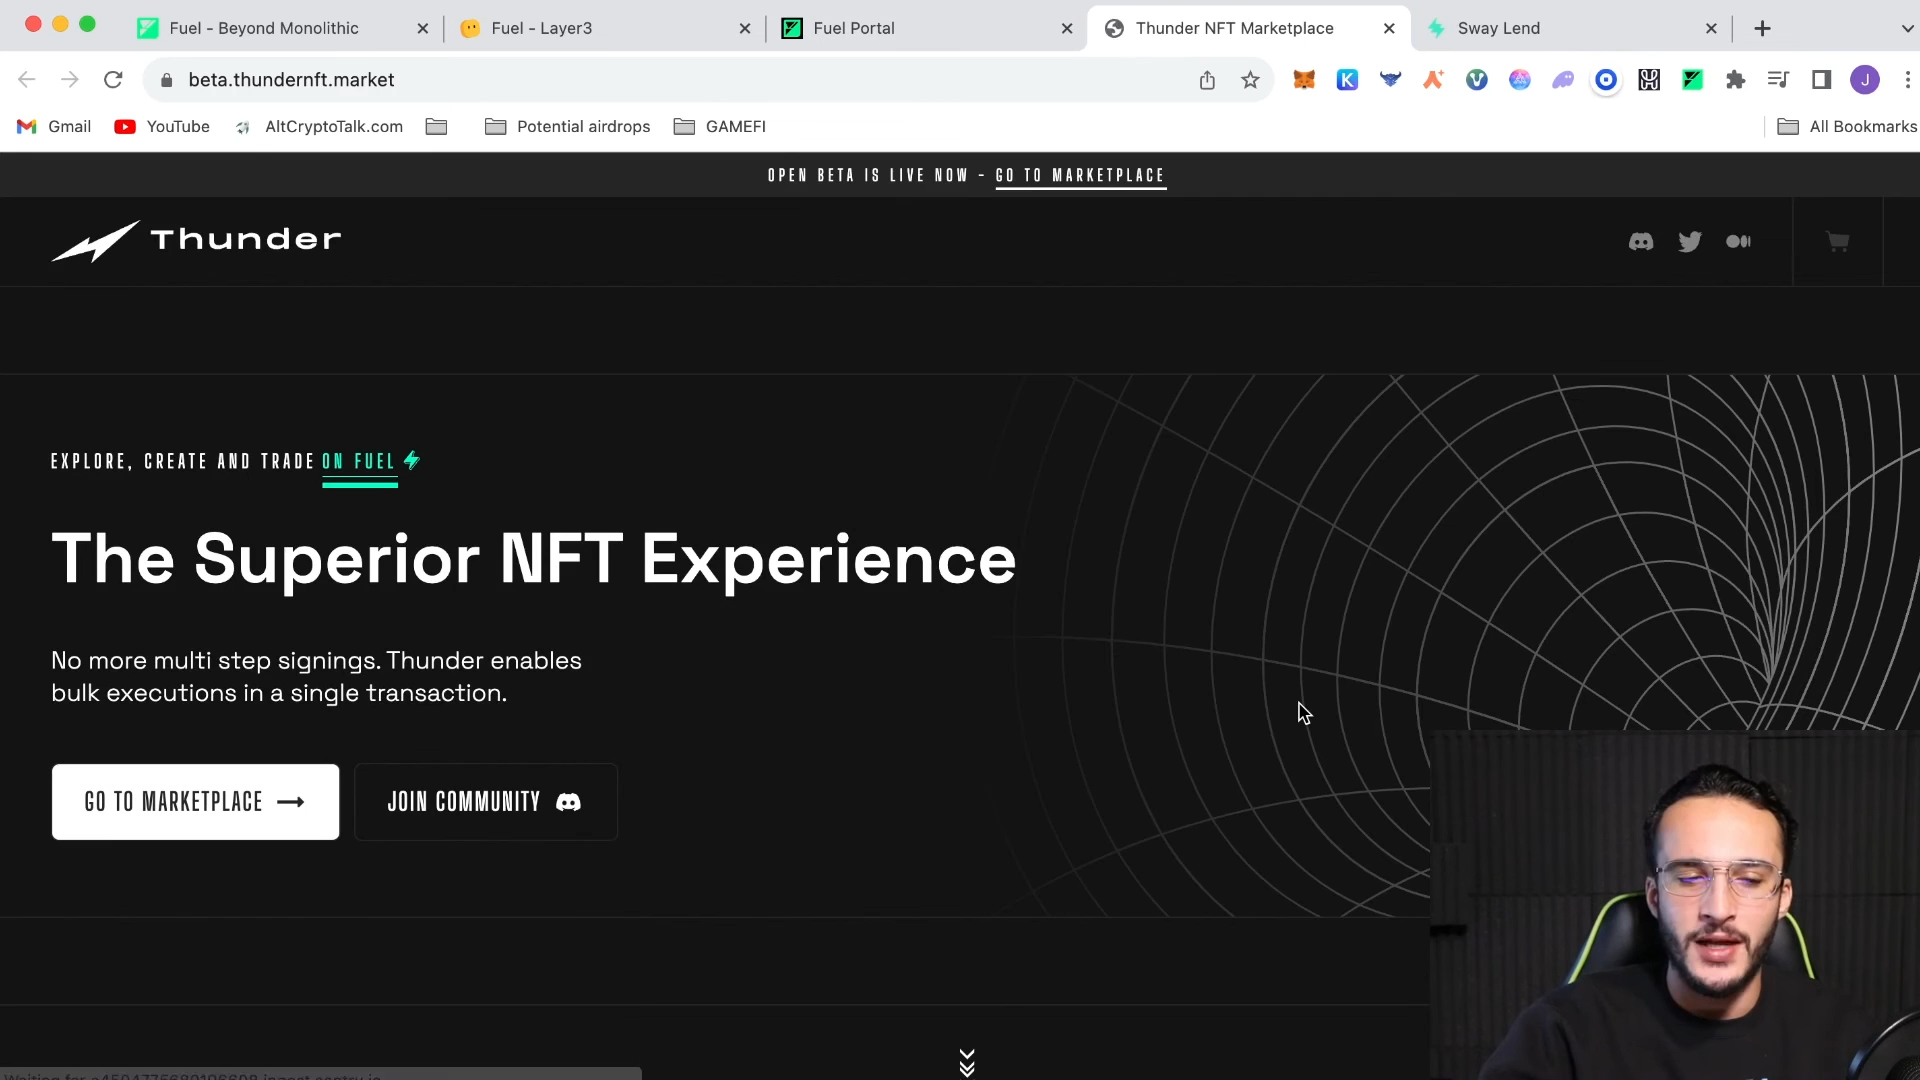 Fuel - Beyond Monolithic
Fuel - Layer3
Fuel Portal
Thunder NFT Marketplace
Sway Lend
beta.thundernft.market
J
Gmail
YouTube
AltCryptoTalk.com
Potential airdrops
GAMEFI
All Bookmarks
OPEN BETA IS LIVE NOW - GO TO MARKETPLACE
Thunder
EXPLORE, CREATE AND TRADE ON FUEL
The Superior NFT Experience
No more multi step signings. Thunder enables
bulk executions in a single transaction.
GO TO MARKETPLACE
JOIN COMMUNITY